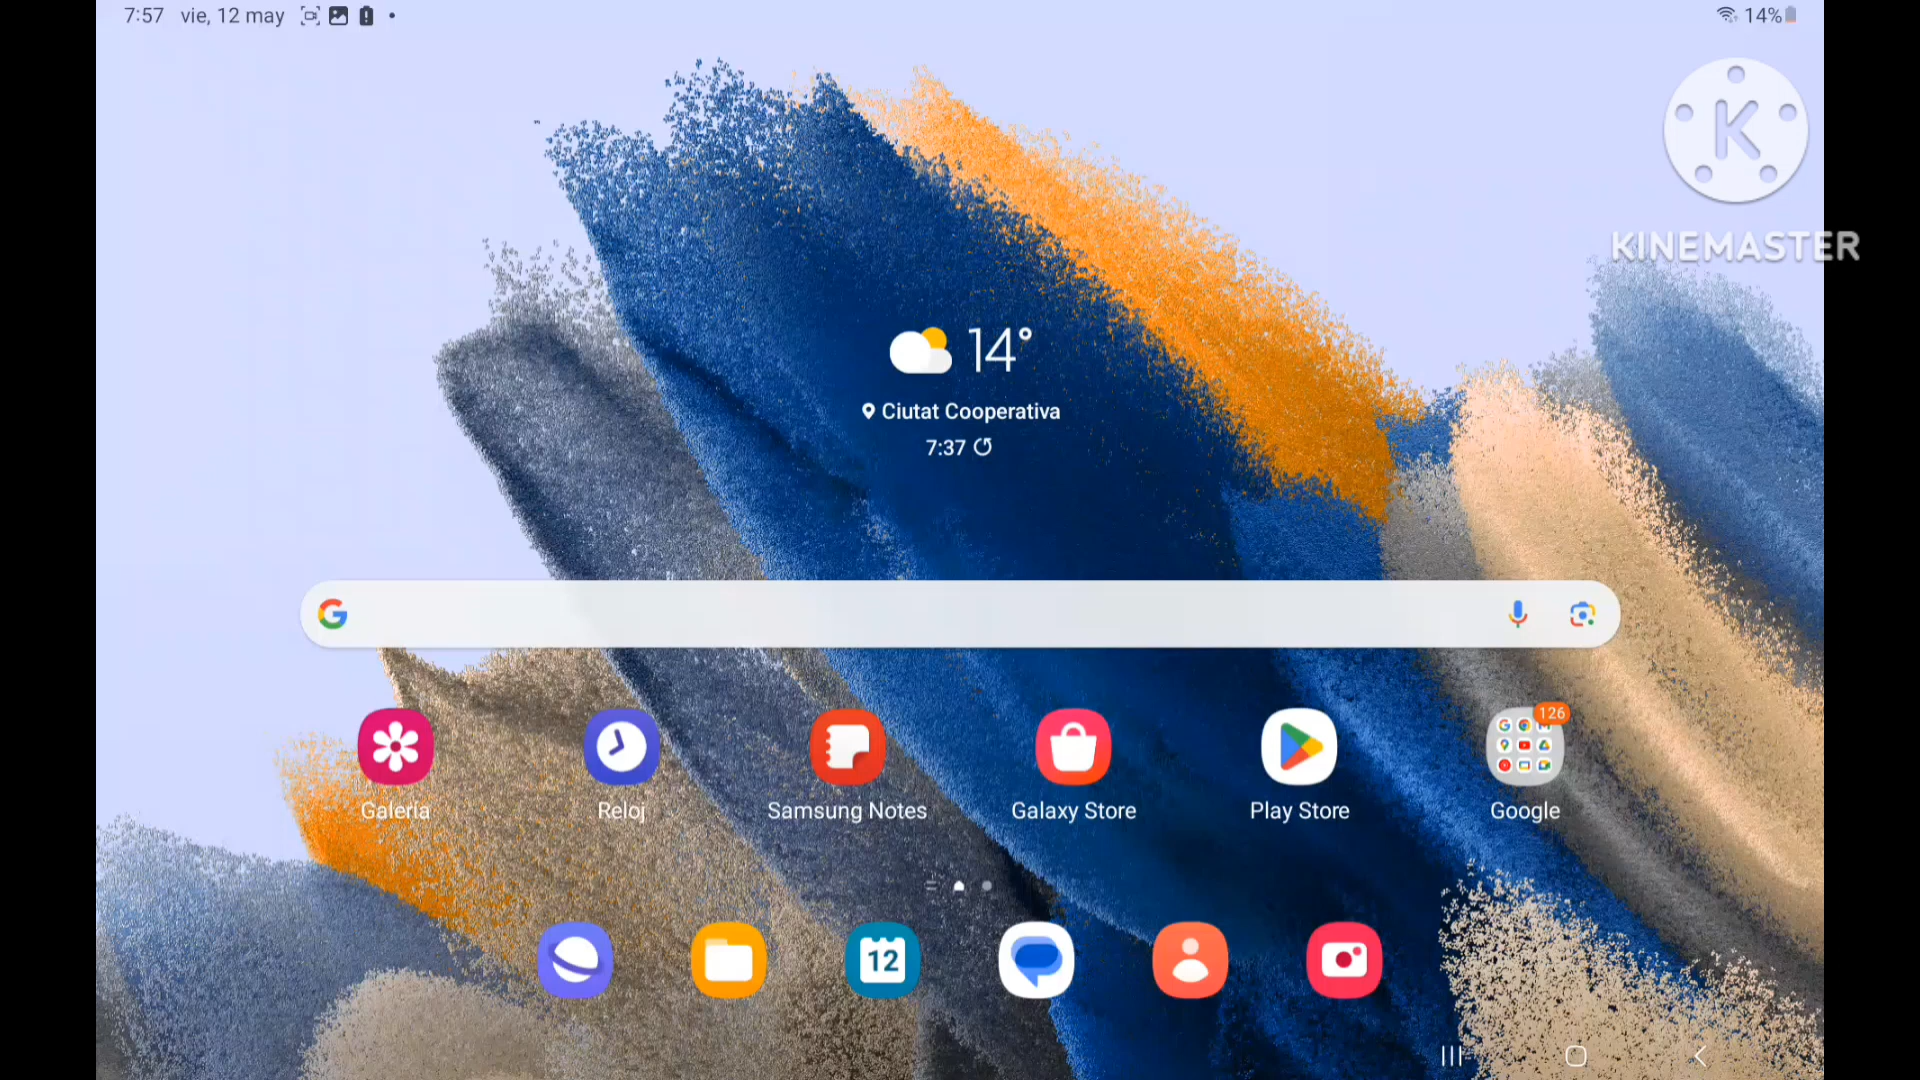 7:57 vie, 12 may
14%
K
KINEMASTER
14°
Ciutat Cooperativa
7:37
G
126
Galería
Reloj
Samsung Notes
Galaxy Store
Play Store
Google
12